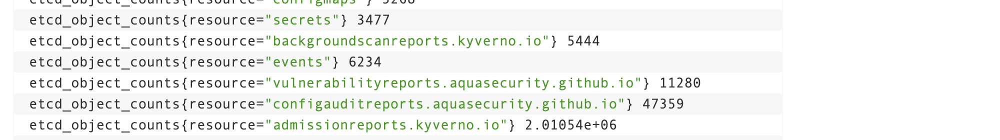 etcd_object_counts{resource="configmaps"} 5268
etcd_object_counts{resource="secrets"} 3477
etcd_object_counts{resource="backgroundscanreports.kyverno.io"} 5444
etcd_object_counts{resource="events"} 6234
etcd_object_counts{resource="vulnerabilityreports.aquasecurity.github.io"} 11280
etcd_object_counts{resource="configauditreports.aquasecurity.github.io"} 47359
etcd_object_counts{resource="admissionreports.kyverno.io"} 2.01054e+06